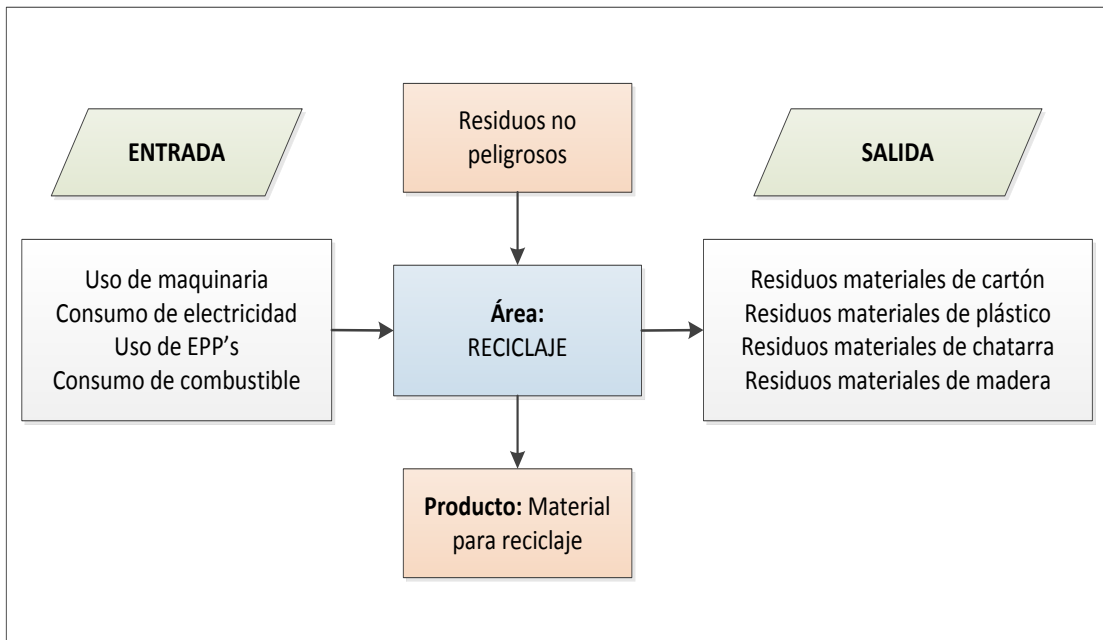 ENTRADA
Residuos no
peligrosos
SALIDA
Uso de maquinaria
Consumo de electricidad
Uso de EPP’s
Consumo de combustible
Área:
RECICLAJE
Residuos materiales de cartón
Residuos materiales de plástico
Residuos materiales de chatarra
Residuos materiales de madera
Producto: Material
para reciclaje